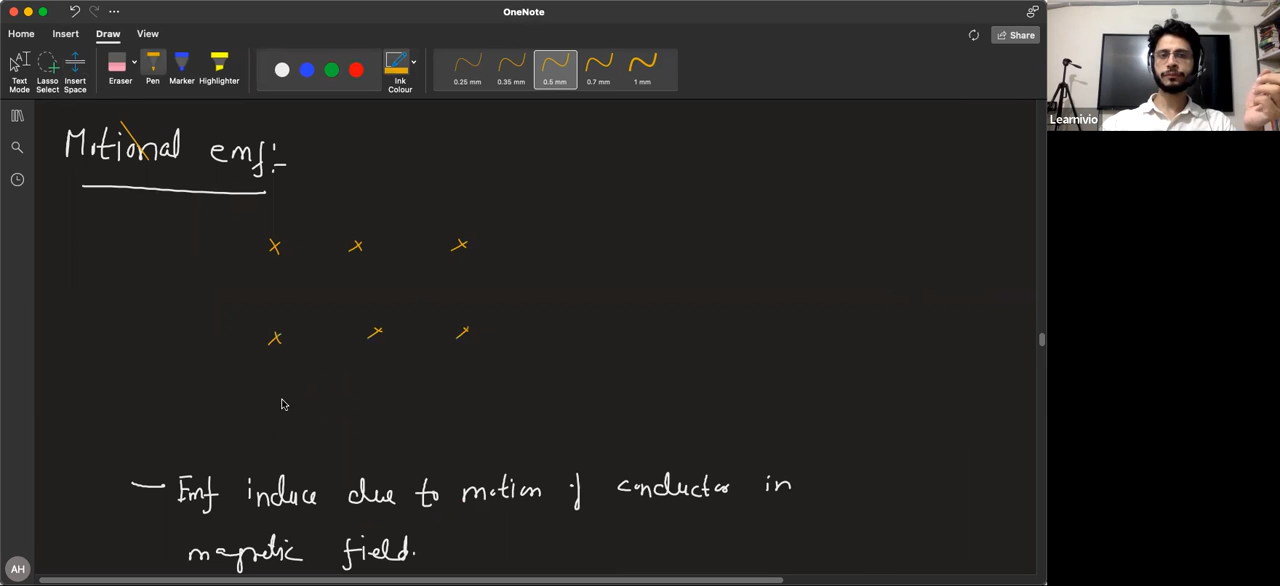 OneNote
Home Insert Draw View
Share
Text Mode
Lasso Select
Insert Space
Eraser
Pen
Marker
Highlighter
Ink Colour
0.25 mm
0.35 mm
0.5 mm
0.7 mm
1 mm
Learnivio
Motional emf:-
x x x
x x x
— Emf induce due to motion of conductor in
magnetic field.
AH